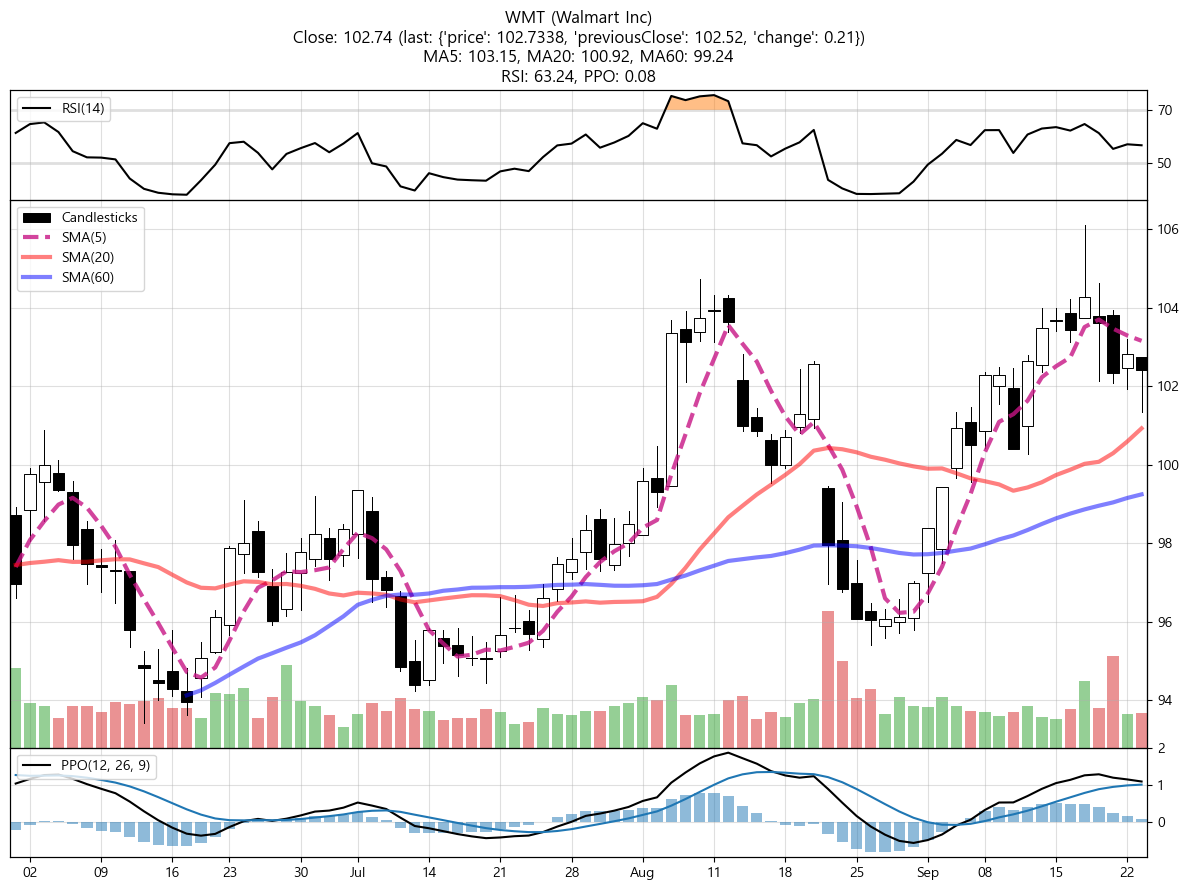 WMT (Walmart Inc)
Close: 102.74 (last: {'price': 102.7338, 'previousClose': 102.52, 'change': 0.21})
MA5: 103.15, MA20: 100.92, MA60: 99.24
RSI: 63.24, PPO: 0.08
RSI(14)
70
50
Candlesticks
SMA(5)
SMA(20)
SMA(60)
106
104
102
100
98
96
94
PPO(12, 26, 9)
2
1
0
02 09 16 23 30 Jul 14 21 28 Aug 11 18 25 Sep 08 15 22